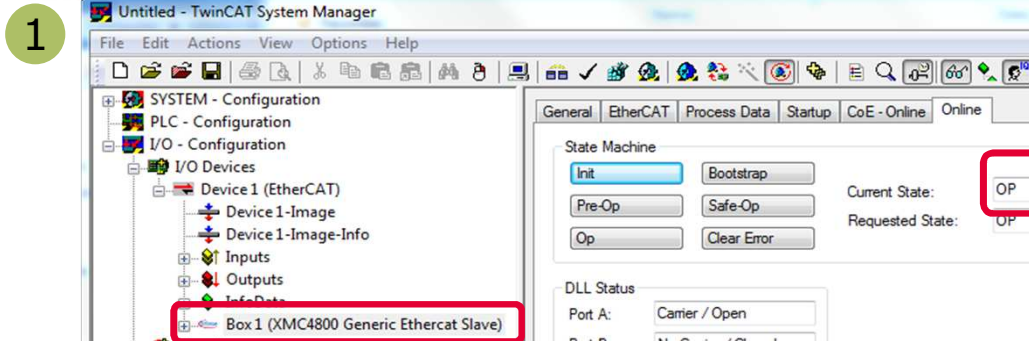 1
Untitled - TwinCAT System Manager
File Edit Actions View Options Help
SYSTEM - Configuration
PLC - Configuration
I/O - Configuration
I/O Devices
Device 1 (EtherCAT)
Device 1-Image
Device 1-Image-Info
Inputs
Outputs
InfoData
Box 1 (XMC4800 Generic Ethercat Slave)
General EtherCAT Process Data Startup CoE - Online Online
State Machine
Init Bootstrap
Pre-Op Safe-Op
Op Clear Error
Current State: OP
Requested State: OP
DLL Status
Port A: Carrier / Open